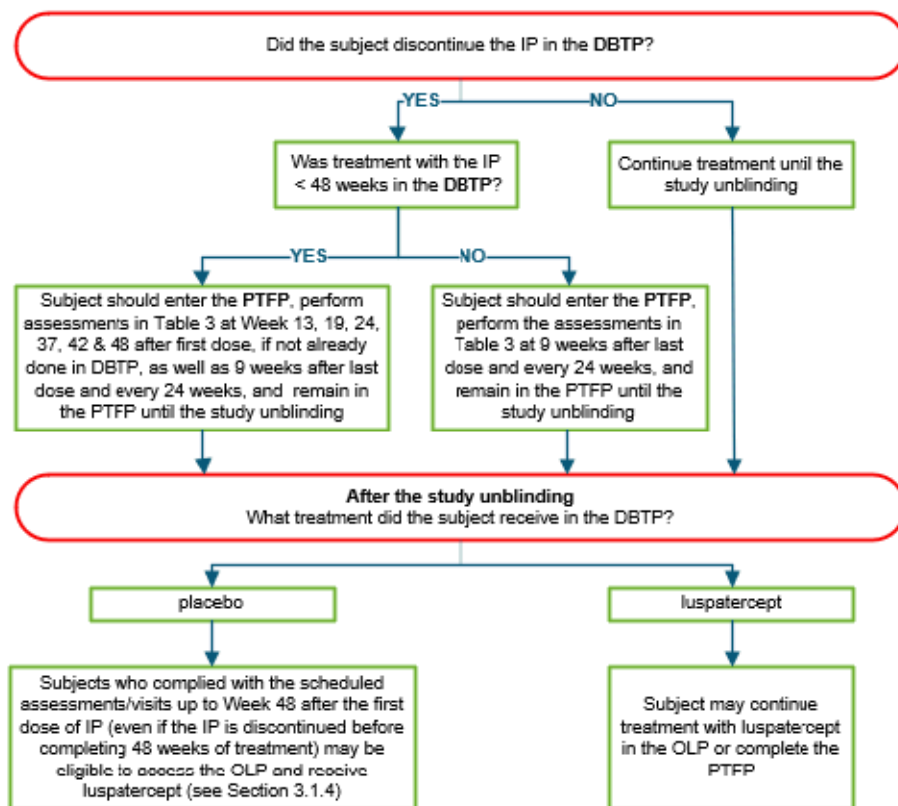 Did the subject discontinue the IP in the DBTP?
YES
NO
Was treatment with the IP
< 48 weeks in the DBTP?
Continue treatment until the
study unblinding
YES
NO
Subject should enter the PTFP, perform
assessments in Table 3 at Week 13, 19, 24,
37, 42 & 48 after first dose, if not already
done in DBTP, as well as 9 weeks after last
dose and every 24 weeks, and remain in
the PTFP until the study unblinding
Subject should enter the PTFP,
perform the assessments in
Table 3 at 9 weeks after last
dose and every 24 weeks, and
remain in the PTFP until the
study unblinding
After the study unblinding
What treatment did the subject receive in the DBTP?
placebo
luspatercept
Subjects who complied with the scheduled
assessments/visits up to Week 48 after the first
dose of IP (even if the IP is discontinued before
completing 48 weeks of treatment) may be
eligible to access the OLP and receive
luspatercept (see Section 3.1.4)
Subject may continue
treatment with luspatercept
in the OLP or complete the
PTFP